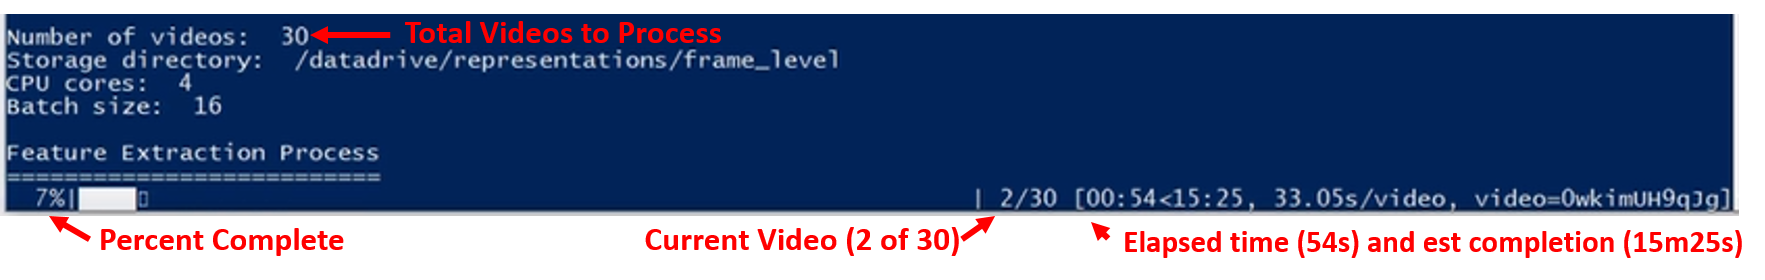 Number of videos:  30 Total Videos to Process
Storage directory:  /datadrive/representations/frame_level
CPU cores:  4
Batch size:  16
Feature Extraction Process
==========================
7%| | 2/30 [00:54<15:25, 33.05s/video, video=0wkimUH9qJg]
Percent Complete
Current Video (2 of 30)
Elapsed time (54s) and est completion (15m25s)